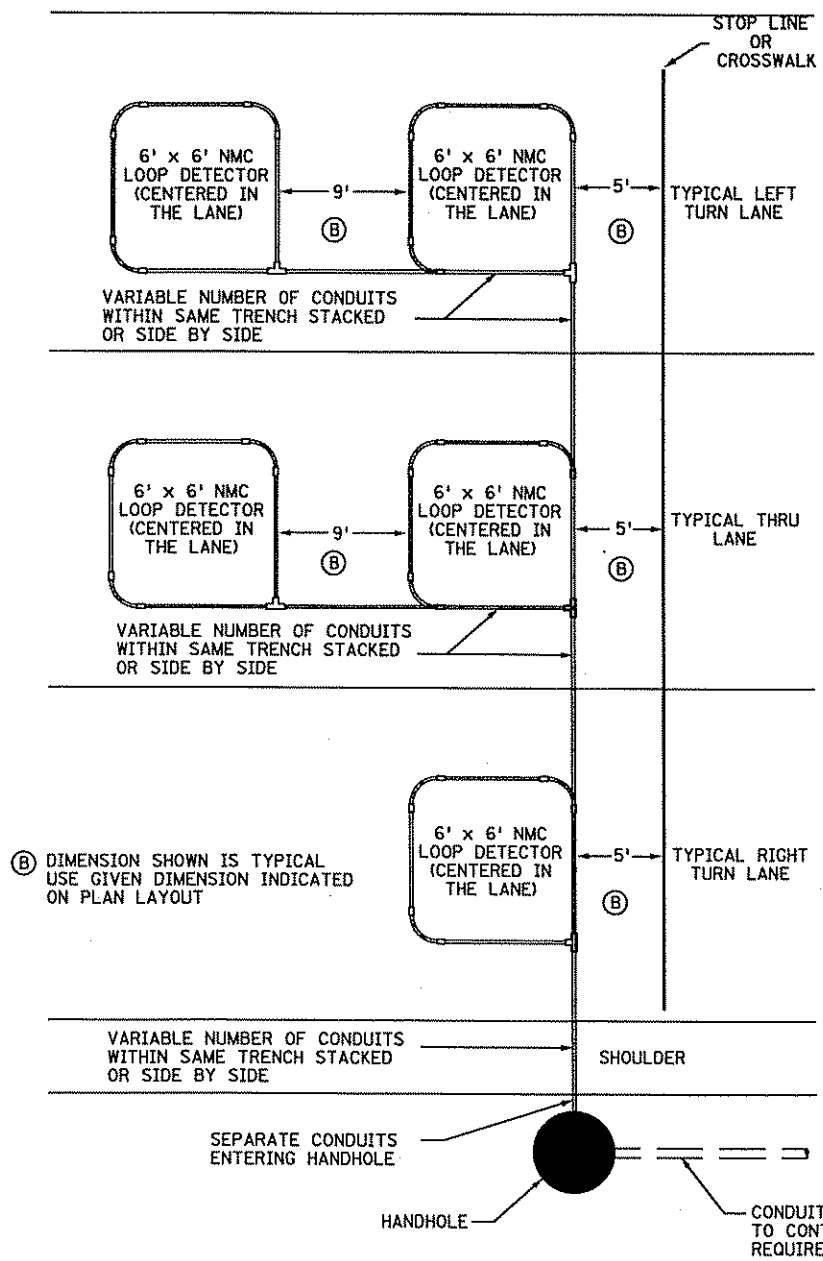 STOP LINE
OR
CROSSWALK
6' x 6' NMC
LOOP DETECTOR
(CENTERED IN
THE LANE)
9'
B
6' x 6' NMC
LOOP DETECTOR
(CENTERED IN
THE LANE)
5'
B
TYPICAL LEFT
TURN LANE
VARIABLE NUMBER OF CONDUITS
WITHIN SAME TRENCH STACKED
OR SIDE BY SIDE
6' x 6' NMC
LOOP DETECTOR
(CENTERED IN
THE LANE)
9'
B
6' x 6' NMC
LOOP DETECTOR
(CENTERED IN
THE LANE)
5'
B
TYPICAL THRU
LANE
VARIABLE NUMBER OF CONDUITS
WITHIN SAME TRENCH STACKED
OR SIDE BY SIDE
B DIMENSION SHOWN IS TYPICAL
USE GIVEN DIMENSION INDICATED
ON PLAN LAYOUT
6' x 6' NMC
LOOP DETECTOR
(CENTERED IN
THE LANE)
5'
B
TYPICAL RIGHT
TURN LANE
VARIABLE NUMBER OF CONDUITS
WITHIN SAME TRENCH STACKED
OR SIDE BY SIDE
SHOULDER
SEPARATE CONDUITS
ENTERING HANDHOLE
HANDHOLE
CONDUIT
TO